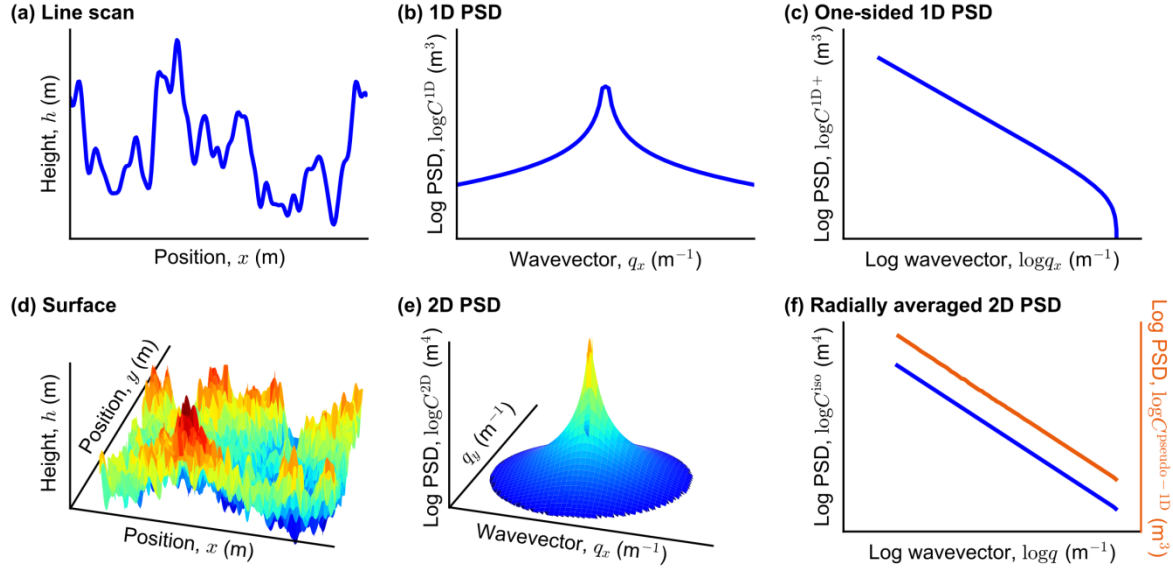 (a) Line scan
Height, h (m)
Position, x (m)
(b) 1D PSD
Log PSD, logC^1D (m^3)
Wavevector, q_x (m^−1)
(c) One-sided 1D PSD
Log PSD, logC^1D+ (m^3)
Log wavevector, logq_x (m^−1)
(d) Surface
Height, h (m)
Position, y (m)
Position, x (m)
(e) 2D PSD
Log PSD, logC^2D (m^4)
q_y (m^−1)
Wavevector, q_x (m^−1)
(f) Radially averaged 2D PSD
Log PSD, logC^iso (m^4)
Log wavevector, logq (m^−1)
Log PSD, logC^pseudo−1D (m^3)